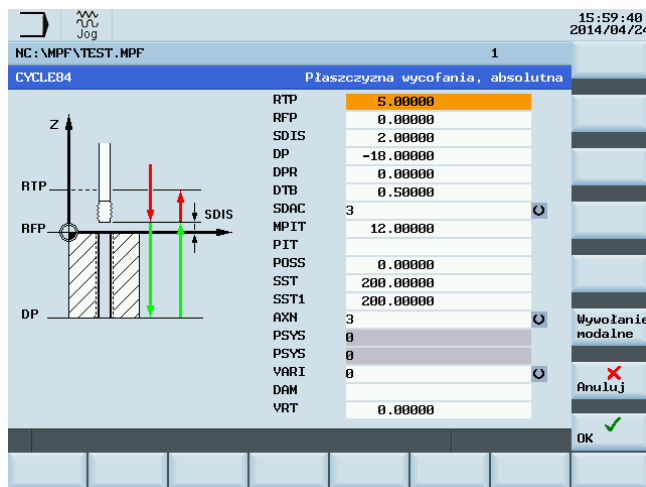 Jog
15:59:40
2014/04/24
NC:\MPF\TEST.MPF 1
CYCLE84 Płaszczyzna wycofania, absolutna
RTP 5.00000
RFP 0.00000
SDIS 2.00000
DP -18.00000
DPR 0.00000
DTB 0.50000
SDAC 3
MPIT 12.00000
PIT
POSS 0.00000
SST 200.00000
SST1 200.00000
AXN 3
PSYS 0
PSYS 0
VARI 0
DAM
VRT 0.00000
Z
RTP
SDIS
RFP
DP
Wywołanie
modalne
Anuluj
OK